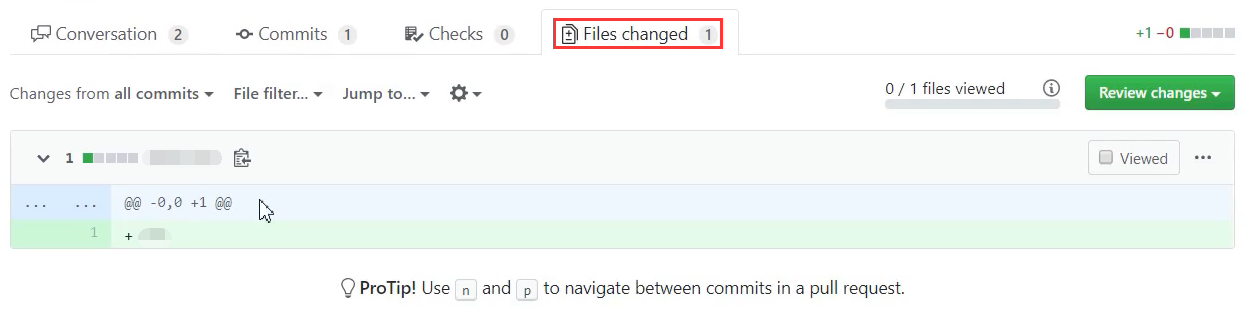 Conversation 2 Commits 1 Checks 0 Files changed 1 +1 −0
Changes from all commits File filter... Jump to... 0 / 1 files viewed Review changes
1 Viewed ...
... ... @@ -0,0 +1 @@
1 +
ProTip! Use n and p to navigate between commits in a pull request.